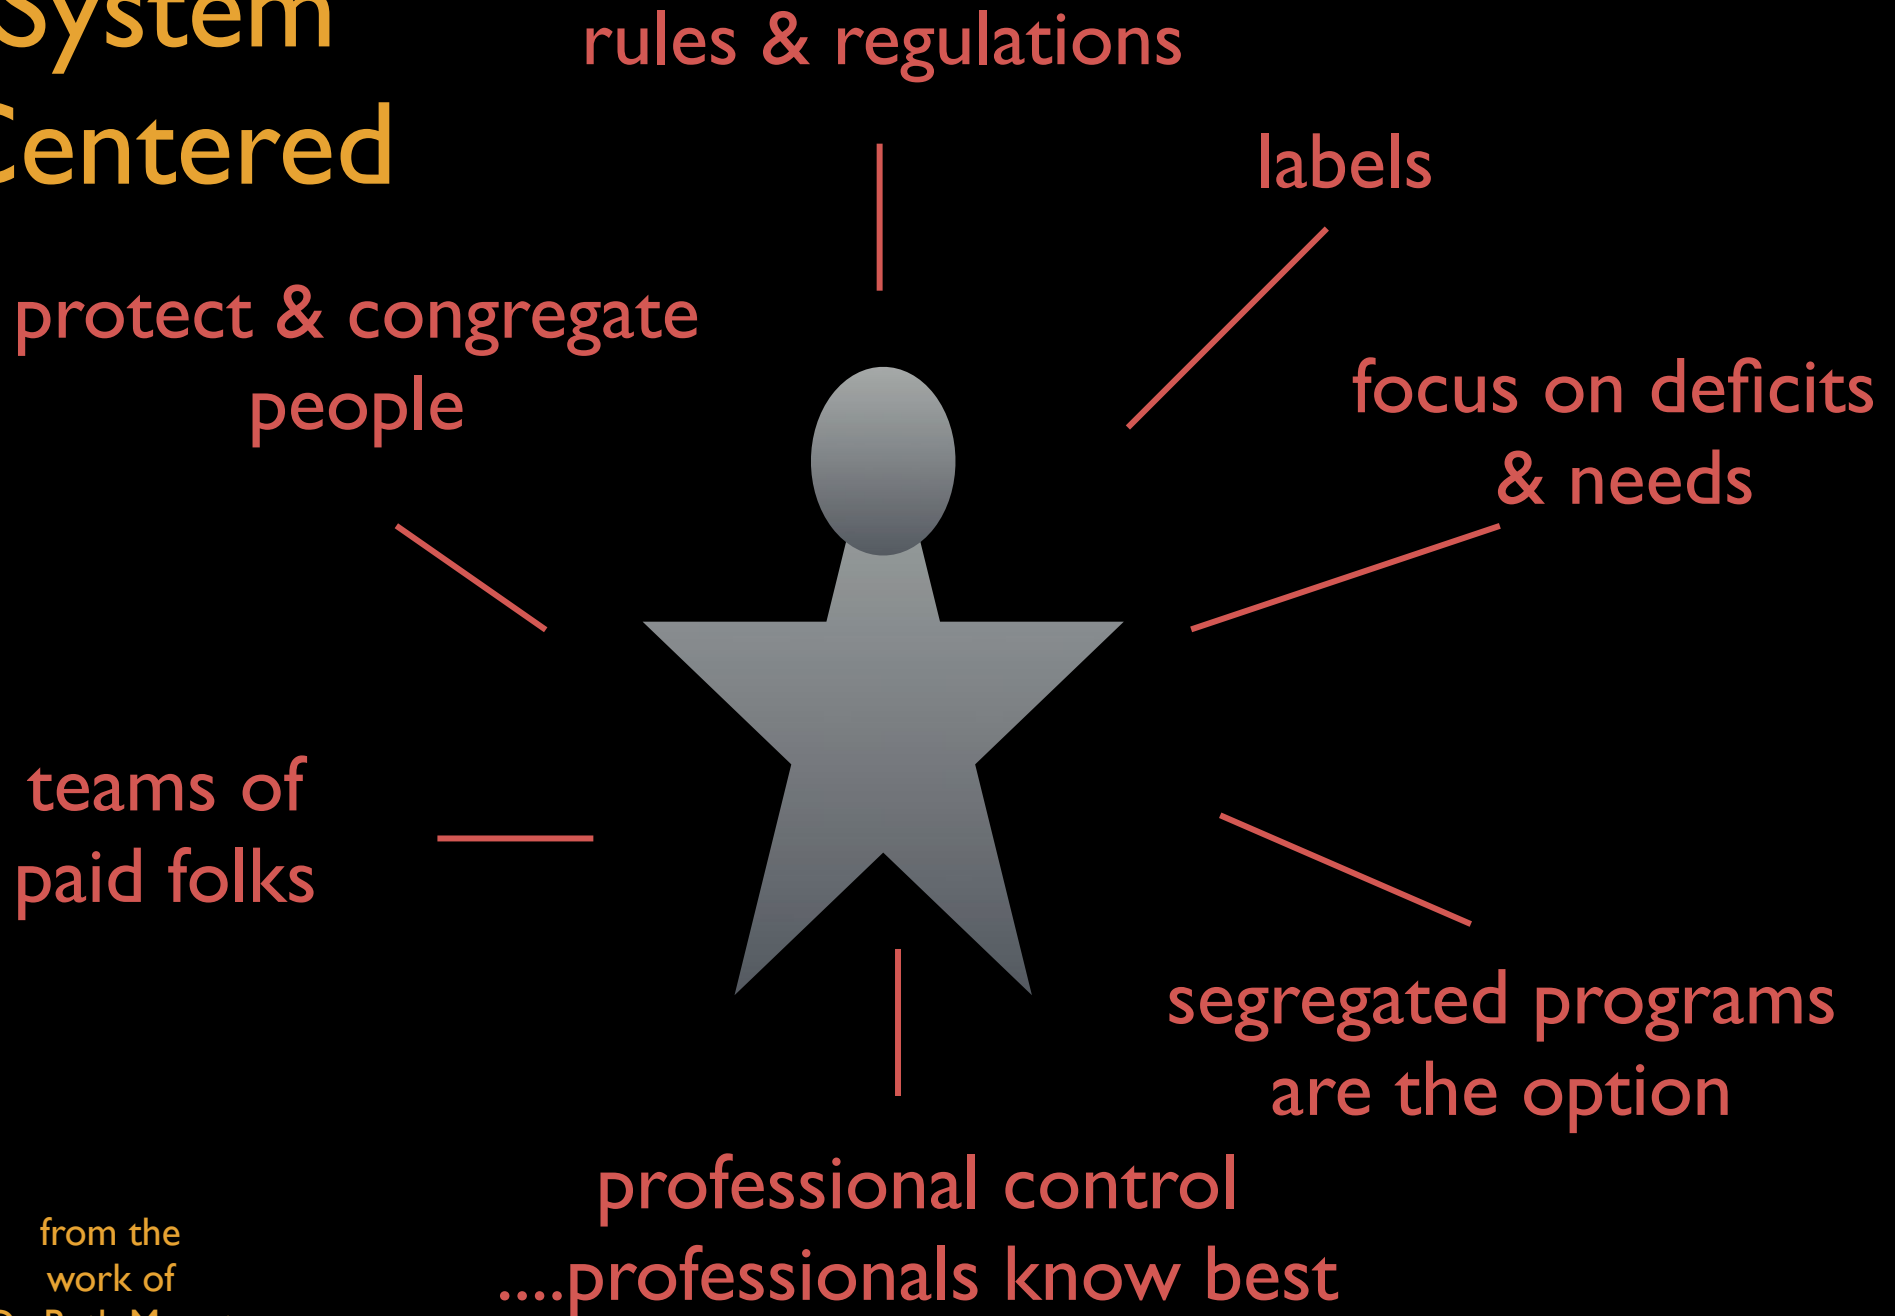 System
Centered
rules & regulations
labels
protect & congregate
people
focus on deficits
& needs
teams of
paid folks
segregated programs
are the option
professional control
....professionals know best
from the
work of